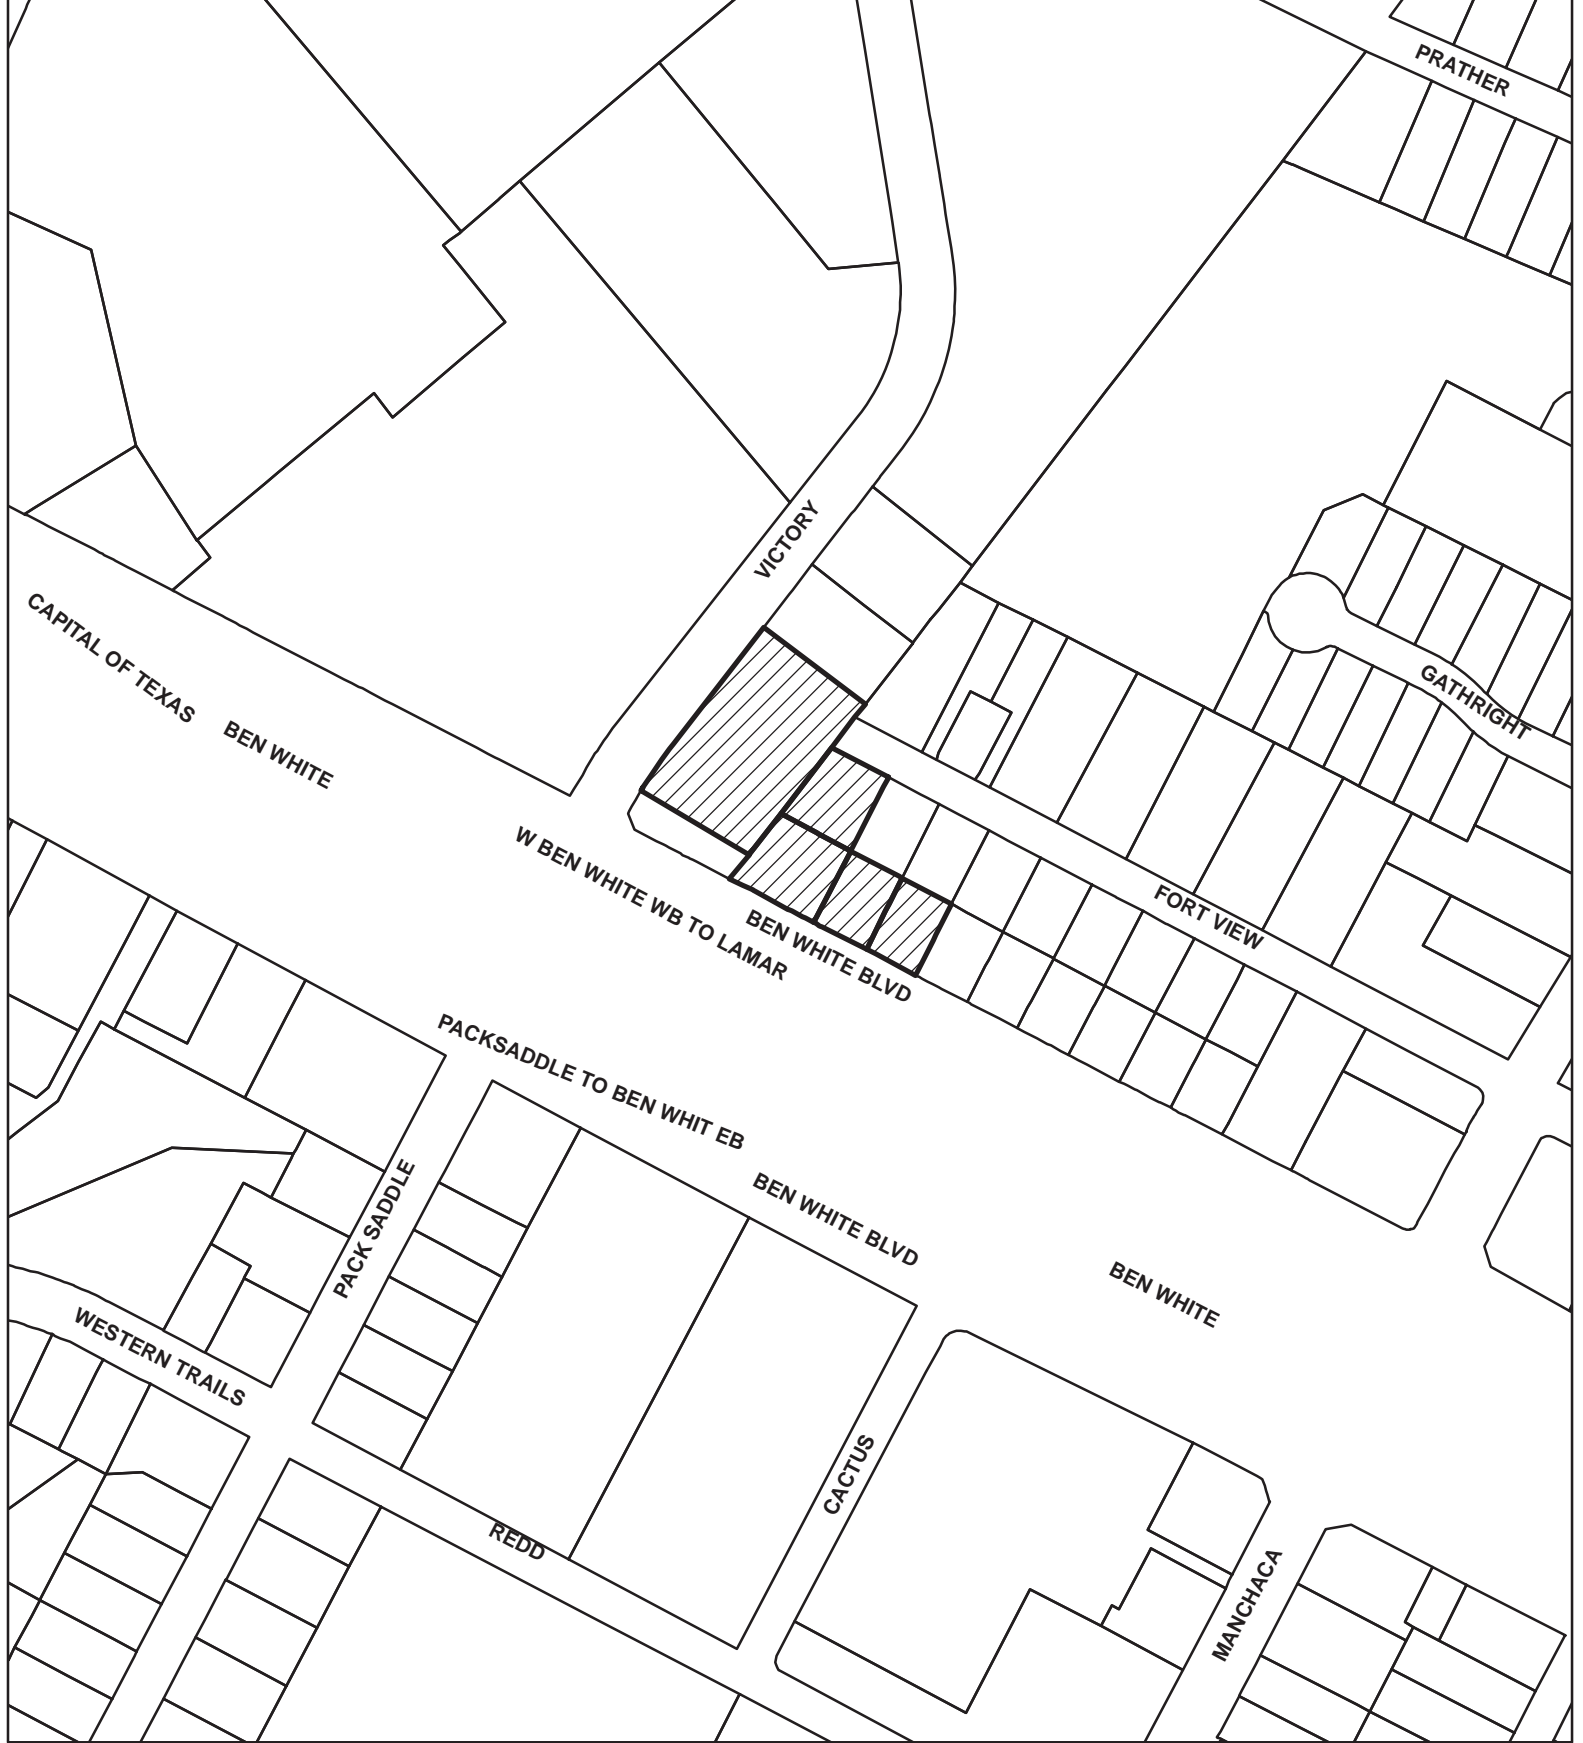 PRATHER
VICTORY
CAPITAL OF TEXAS
BEN WHITE
GATHRIGHT
W BEN WHITE WB TO LAMAR
BEN WHITE BLVD
FORT VIEW
PACKSADDLE TO BEN WHIT EB
BEN WHITE BLVD
PACK SADDLE
BEN WHITE
WESTERN TRAILS
CACTUS
REDD
MANCHACA